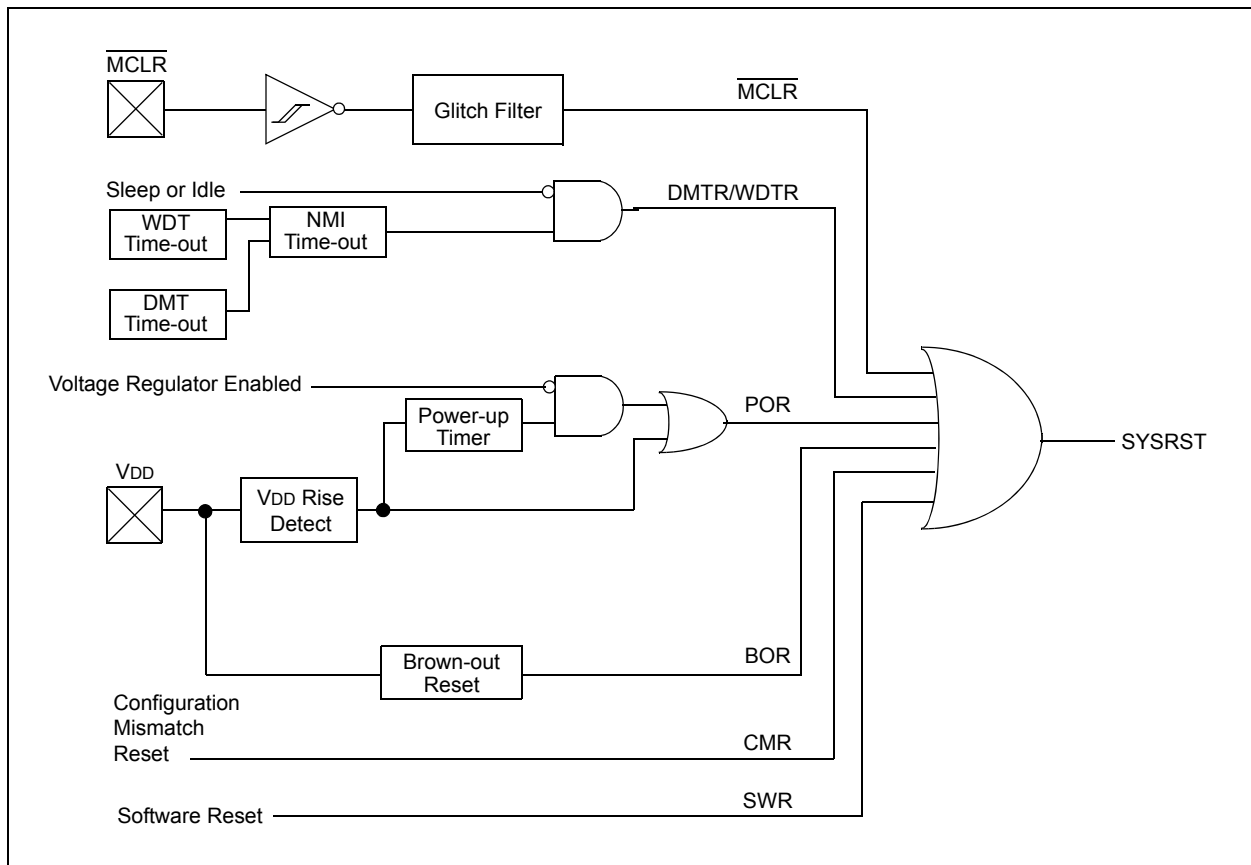 MCLR
Glitch Filter
MCLR
Sleep or Idle
WDT
Time-out
NMI
Time-out
DMTR/WDTR
DMT
Time-out
Voltage Regulator Enabled
Power-up
Timer
POR
SYSRST
VDD
VDD Rise
Detect
Brown-out
Reset
BOR
Configuration
Mismatch
Reset
CMR
Software Reset
SWR